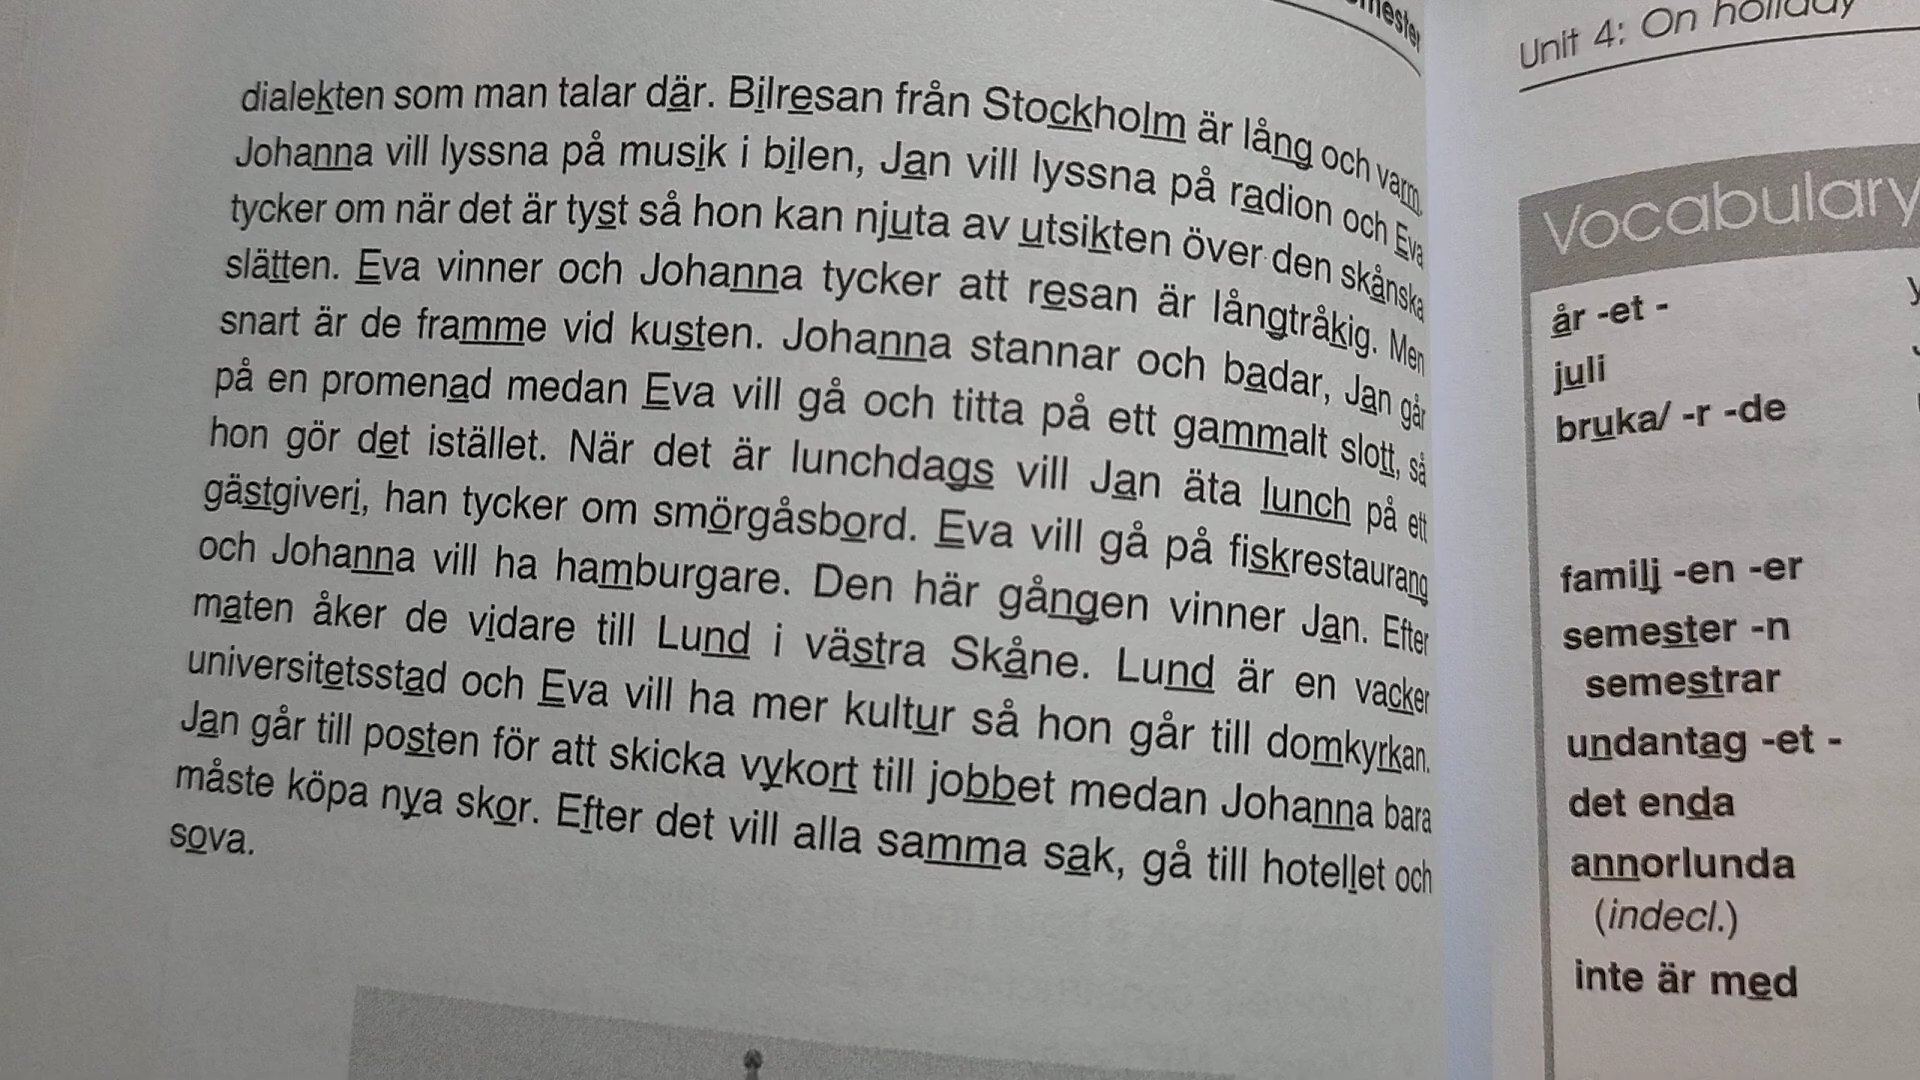 dialekten som man talar där. Bilresan från Stockholm är lång och varm.
Johanna vill lyssna på musik i bilen, Jan vill lyssna på radion och Eva
tycker om när det är tyst så hon kan njuta av utsikten över den skånska
slätten. Eva vinner och Johanna tycker att resan är långtråkig. Men
snart är de framme vid kusten. Johanna stannar och badar, Jan går
på en promenad medan Eva vill gå och titta på ett gammalt slott, så
hon gör det istället. När det är lunchdags vill Jan äta lunch på ett
gästgiveri, han tycker om smörgåsbord. Eva vill gå på fiskrestaurang
och Johanna vill ha hamburgare. Den här gången vinner Jan. Efter
maten åker de vidare till Lund i västra Skåne. Lund är en vacker
universitetsstad och Eva vill ha mer kultur så hon går till domkyrkan.
Jan går till posten för att skicka vykort till jobbet medan Johanna bara
måste köpa nya skor. Efter det vill alla samma sak, gå till hotellet och
sova.
Unit 4: On holiday
Vocabulary
år -et -
juli
bruka/ -r -de
familj -en -er
semester -n
semestrar
undantag -et -
det enda
annorlunda
(indecl.)
inte är med